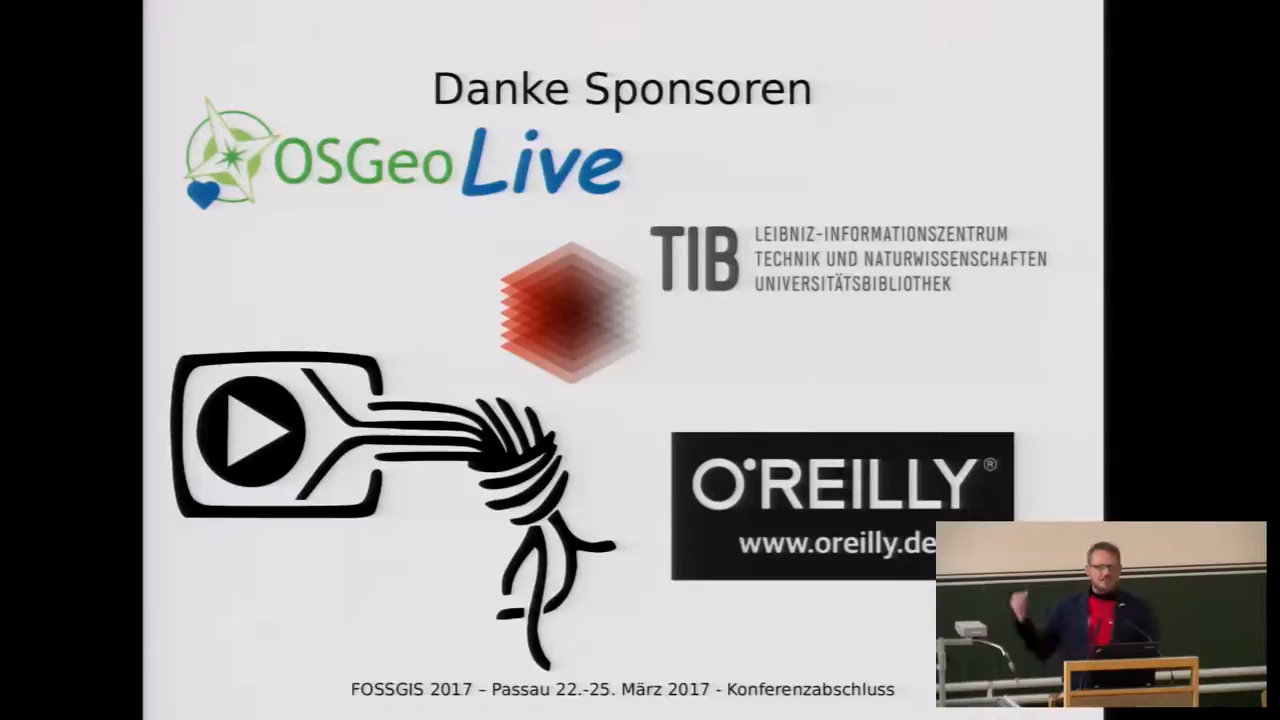 Danke Sponsoren
OSGeo Live
TIB
LEIBNIZ-INFORMATIONSZENTRUM
TECHNIK UND NATURWISSENSCHAFTEN
UNIVERSITÄTSBIBLIOTHEK
O'REILLY®
www.oreilly.de
FOSSGIS 2017 – Passau 22.-25. März 2017 - Konferenzabschluss